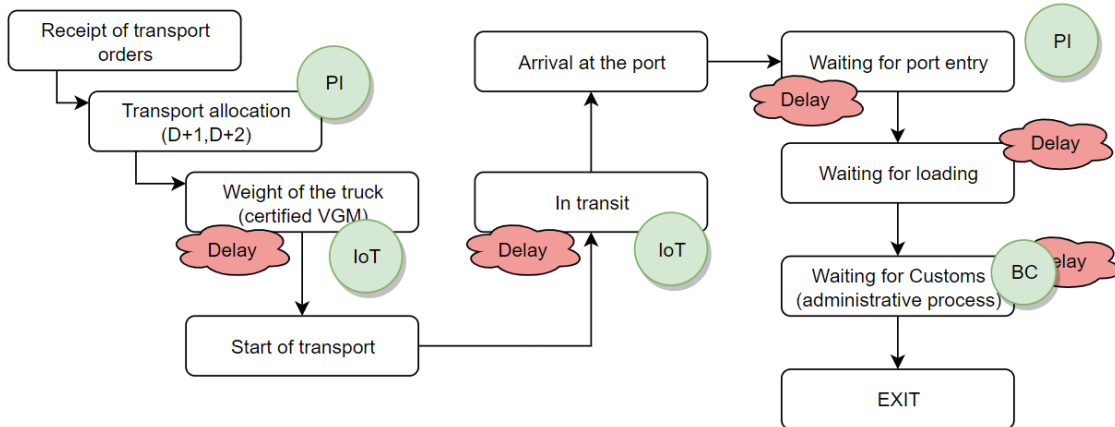 Receipt of transport
orders
PI
Transport allocation
(D+1,D+2)
Weight of the truck
(certified VGM)
Delay
IoT
Start of transport
In transit
Delay
IoT
Arrival at the port
Waiting for port entry
PI
Delay
Waiting for loading
Delay
Waiting for Customs
(administrative process)
BC
elay
EXIT